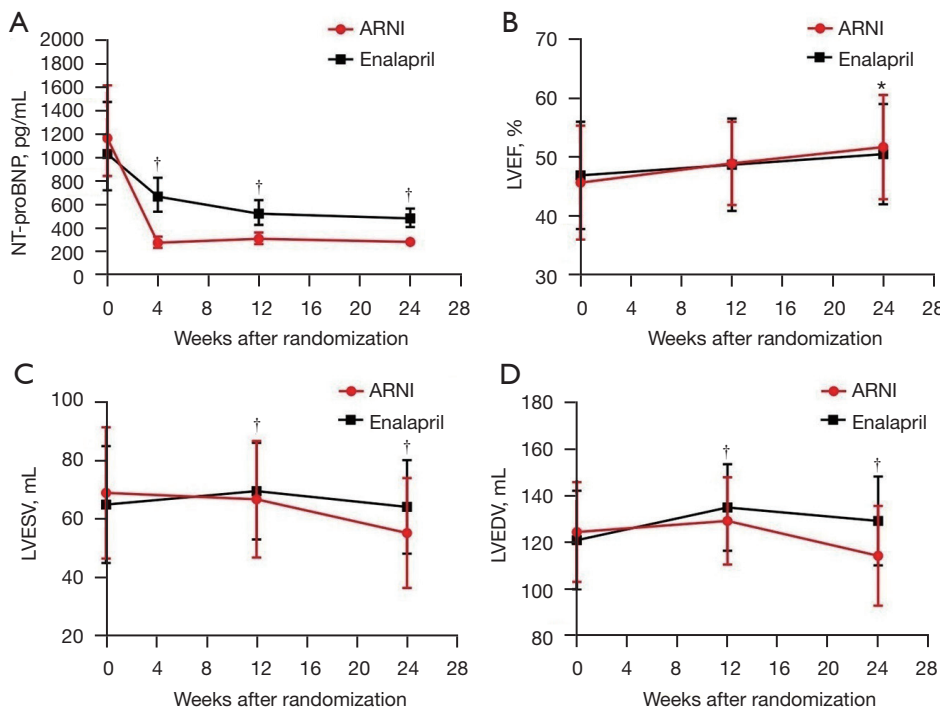 A
ARNI
Enalapril
NT-proBNP, pg/mL
2000
1800
1600
1400
1200
1000
800
600
400
200
0
†
†
†
0 4 8 12 16 20 24 28
Weeks after randomization
B
ARNI
Enalapril
LVEF, %
70
60
50
40
30
*
0 4 8 12 16 20 24 28
Weeks after randomization
C
ARNI
Enalapril
LVESV, mL
100
80
60
40
20
†
†
0 4 8 12 16 20 24 28
Weeks after randomization
D
ARNI
Enalapril
LVEDV, mL
180
160
140
120
100
80
†
†
0 4 8 12 16 20 24 28
Weeks after randomization